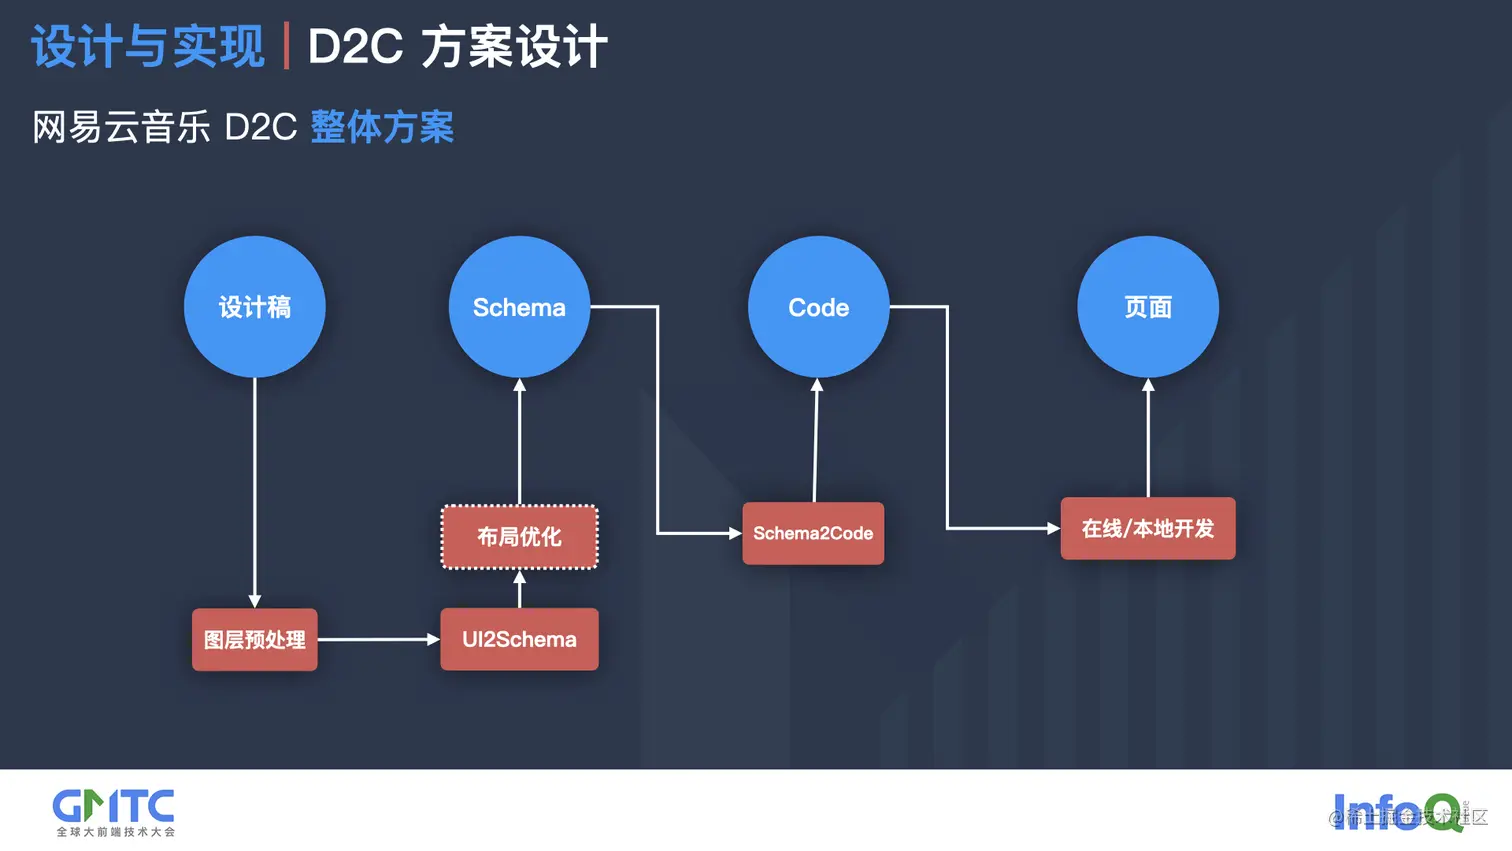 设计与实现 | D2C 方案设计
网易云音乐 D2C 整体方案
设计稿
Schema
Code
页面
布局优化
Schema2Code
在线/本地开发
图层预处理
UI2Schema
GMTC
全球大前端技术大会
InfoQ
@稀土掘金技术社区